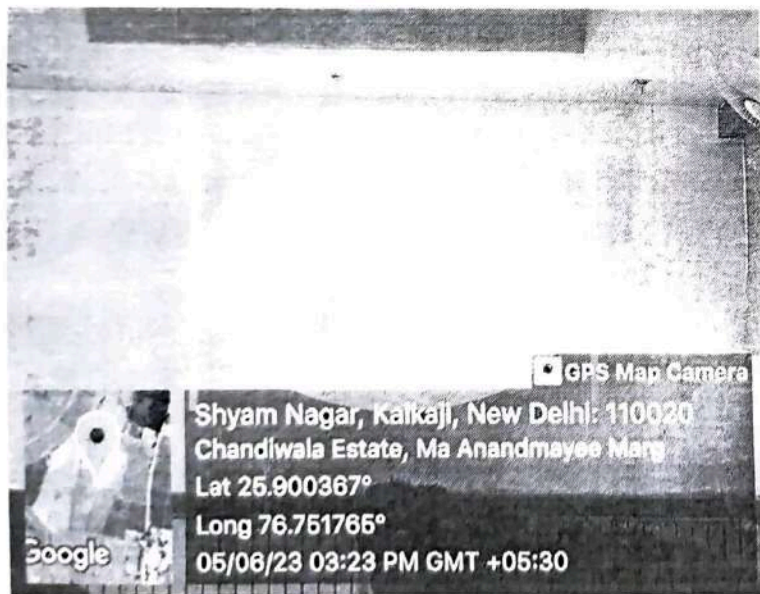 GPS Map Camera
Shyam Nagar, Kalkaji, New Delhi: 110020
Chandiwala Estate, Ma Anandmayee Marg
Lat 25.900367°
Long 76.751765°
05/06/23 03:23 PM GMT +05:30
Google